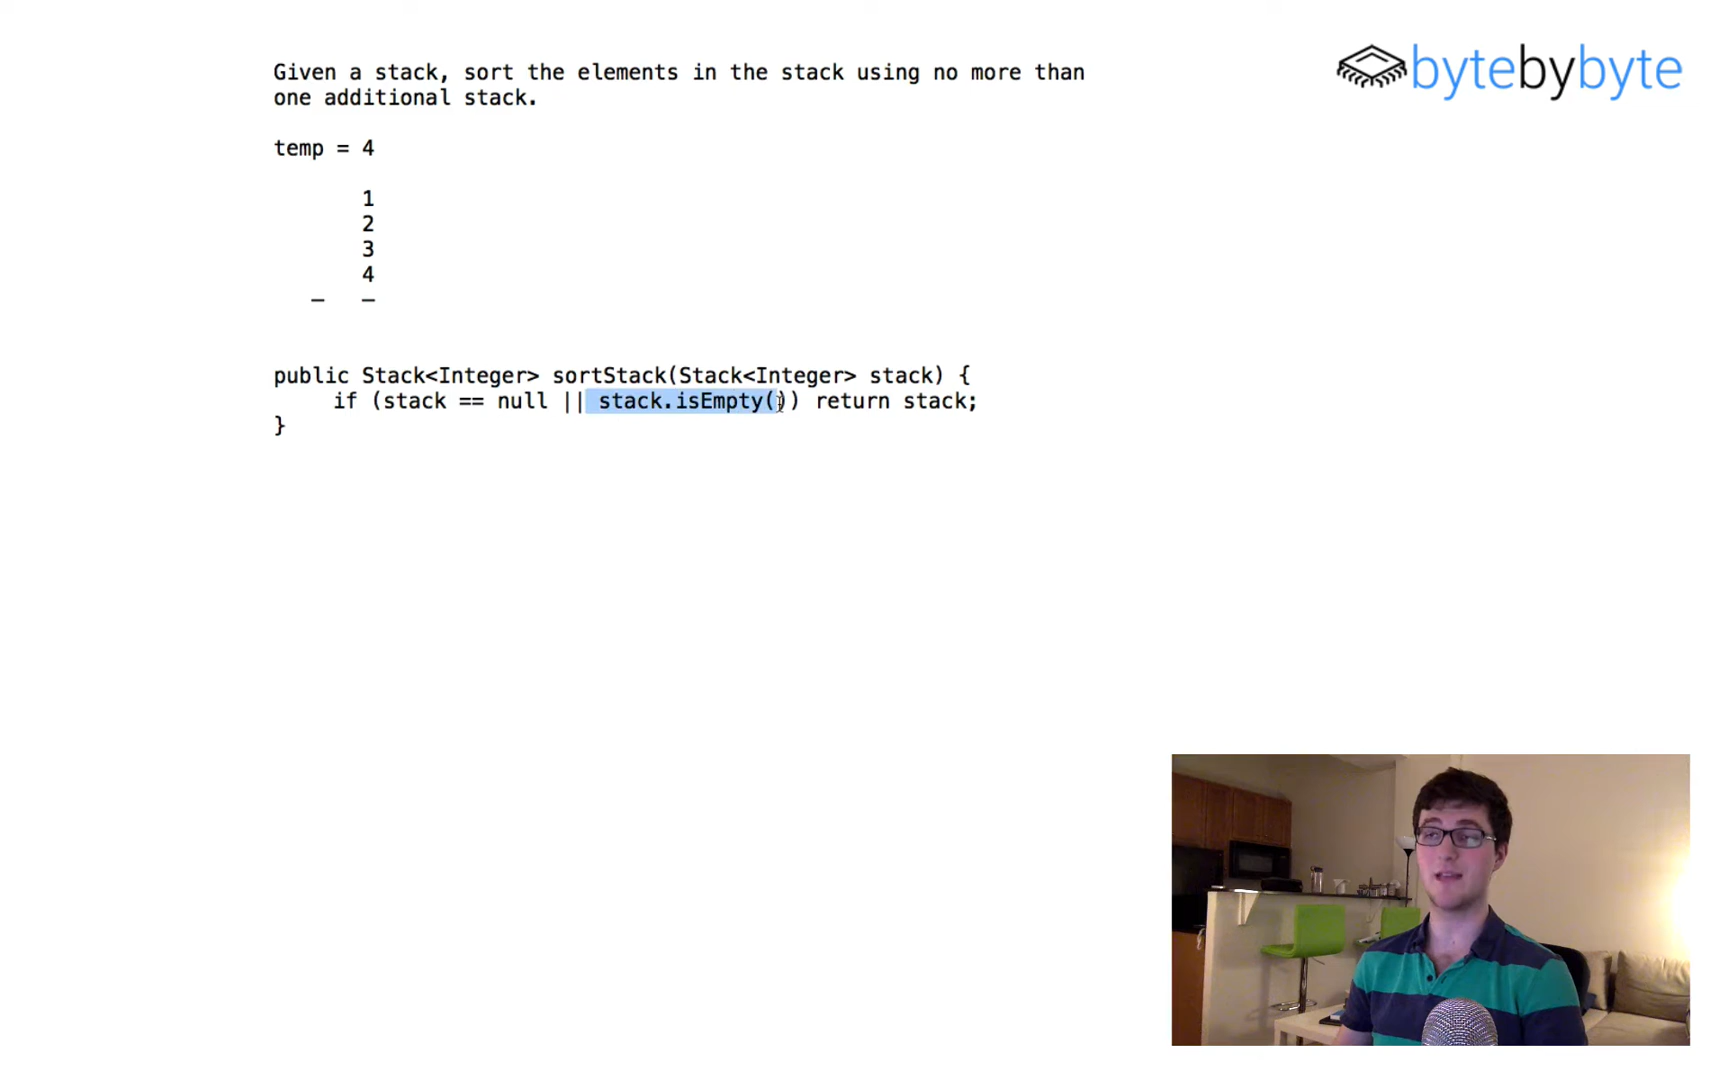 bytebybyte
Given a stack, sort the elements in the stack using no more than
one additional stack.
temp = 4
1
2
3
4
_ _
public Stack<Integer> sortStack(Stack<Integer> stack) {
if (stack == null || stack.isEmpty()) return stack;
}